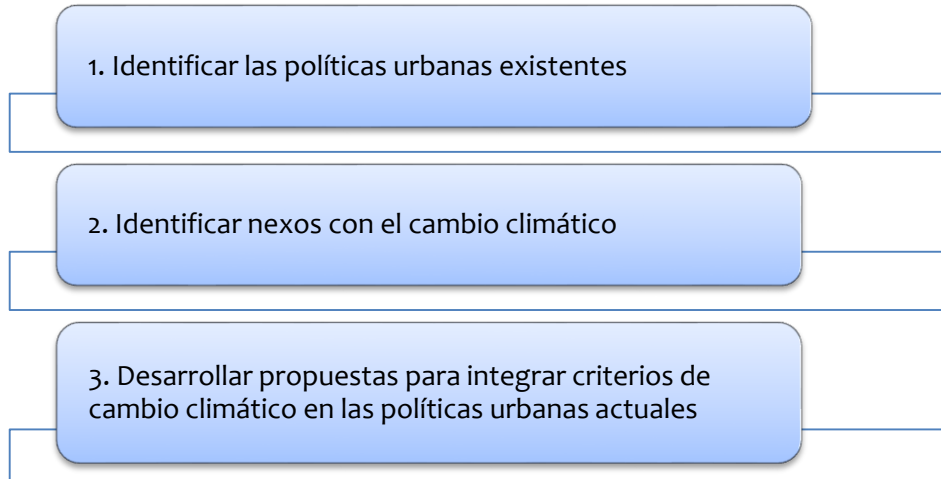 1. Identificar las políticas urbanas existentes
2. Identificar nexos con el cambio climático
3. Desarrollar propuestas para integrar criterios de
cambio climático en las políticas urbanas actuales